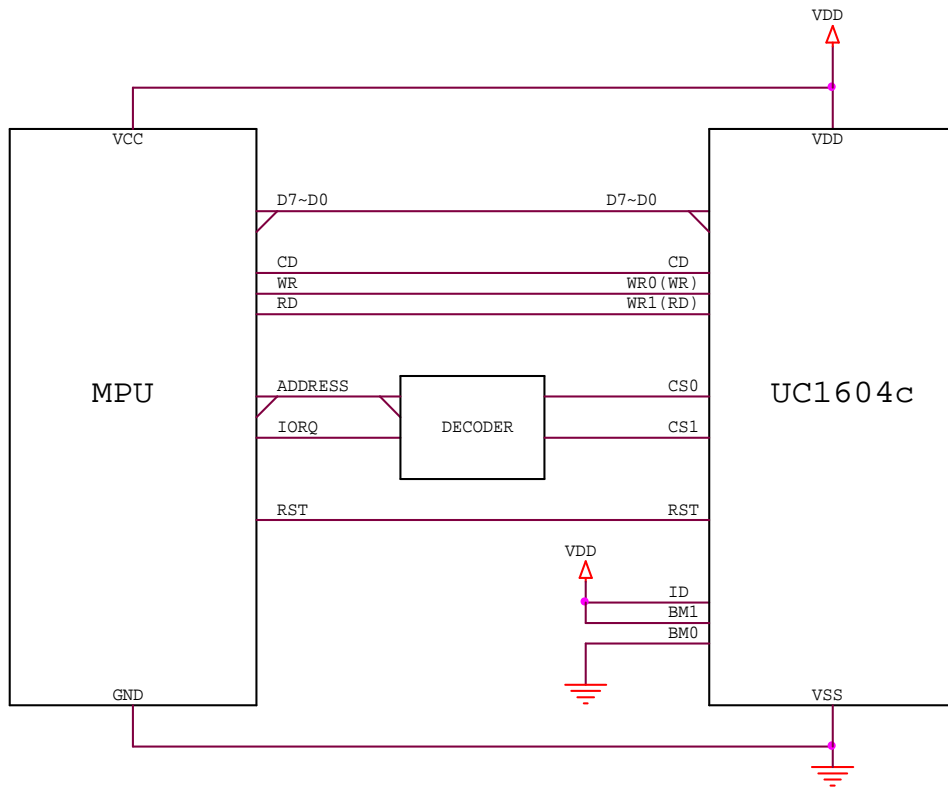 VDD
VCC VDD
D7~D0 D7~D0
CD CD
WR WR0(WR)
RD WR1(RD)
MPU UC1604c
ADDRESS CS0
DECODER
IORQ CS1
RST RST
VDD
ID
BM1
BM0
GND VSS